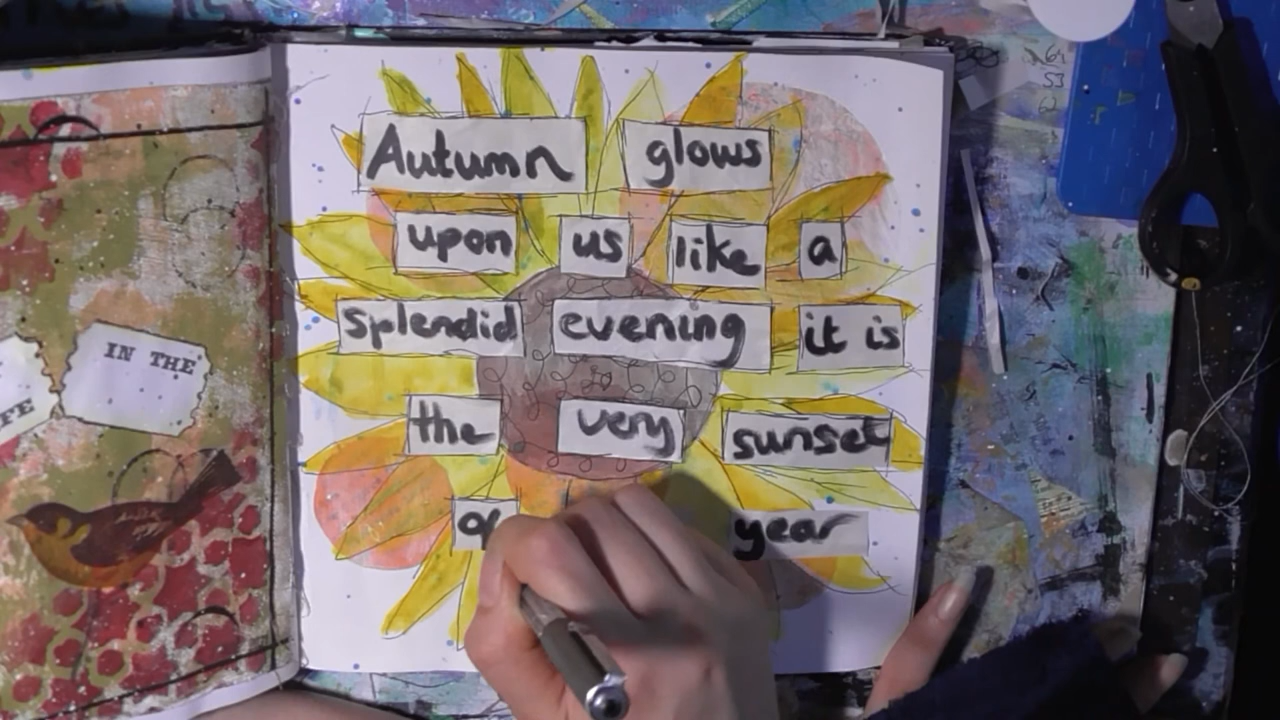 Autumn glows
upon us like a
splendid evening it is
the very sunset
year
IN THE